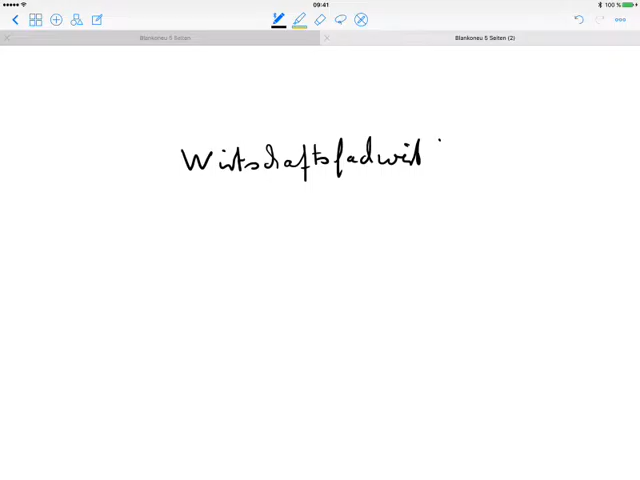 09:41
100 %
Blankoneu 5 Seiten
Blankoneu 5 Seiten (2)
Wirtschaftsfachwirt